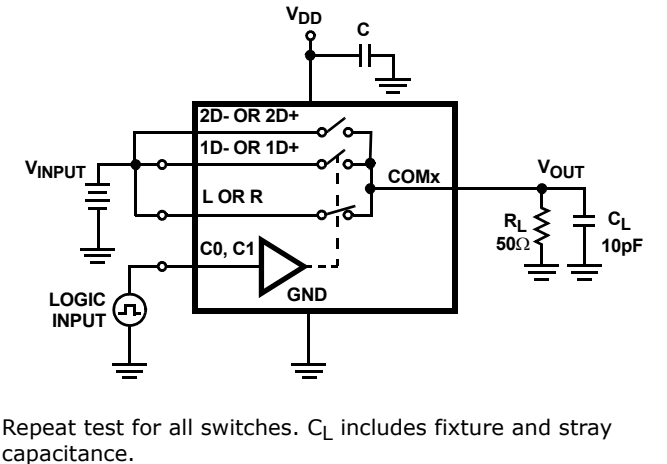 VDD
C
2D- OR 2D+
1D- OR 1D+
VINPUT
COMx
VOUT
L OR R
RL
50Ω
CL
10pF
C0, C1
LOGIC
INPUT
GND
Repeat test for all switches. CL includes fixture and stray
capacitance.